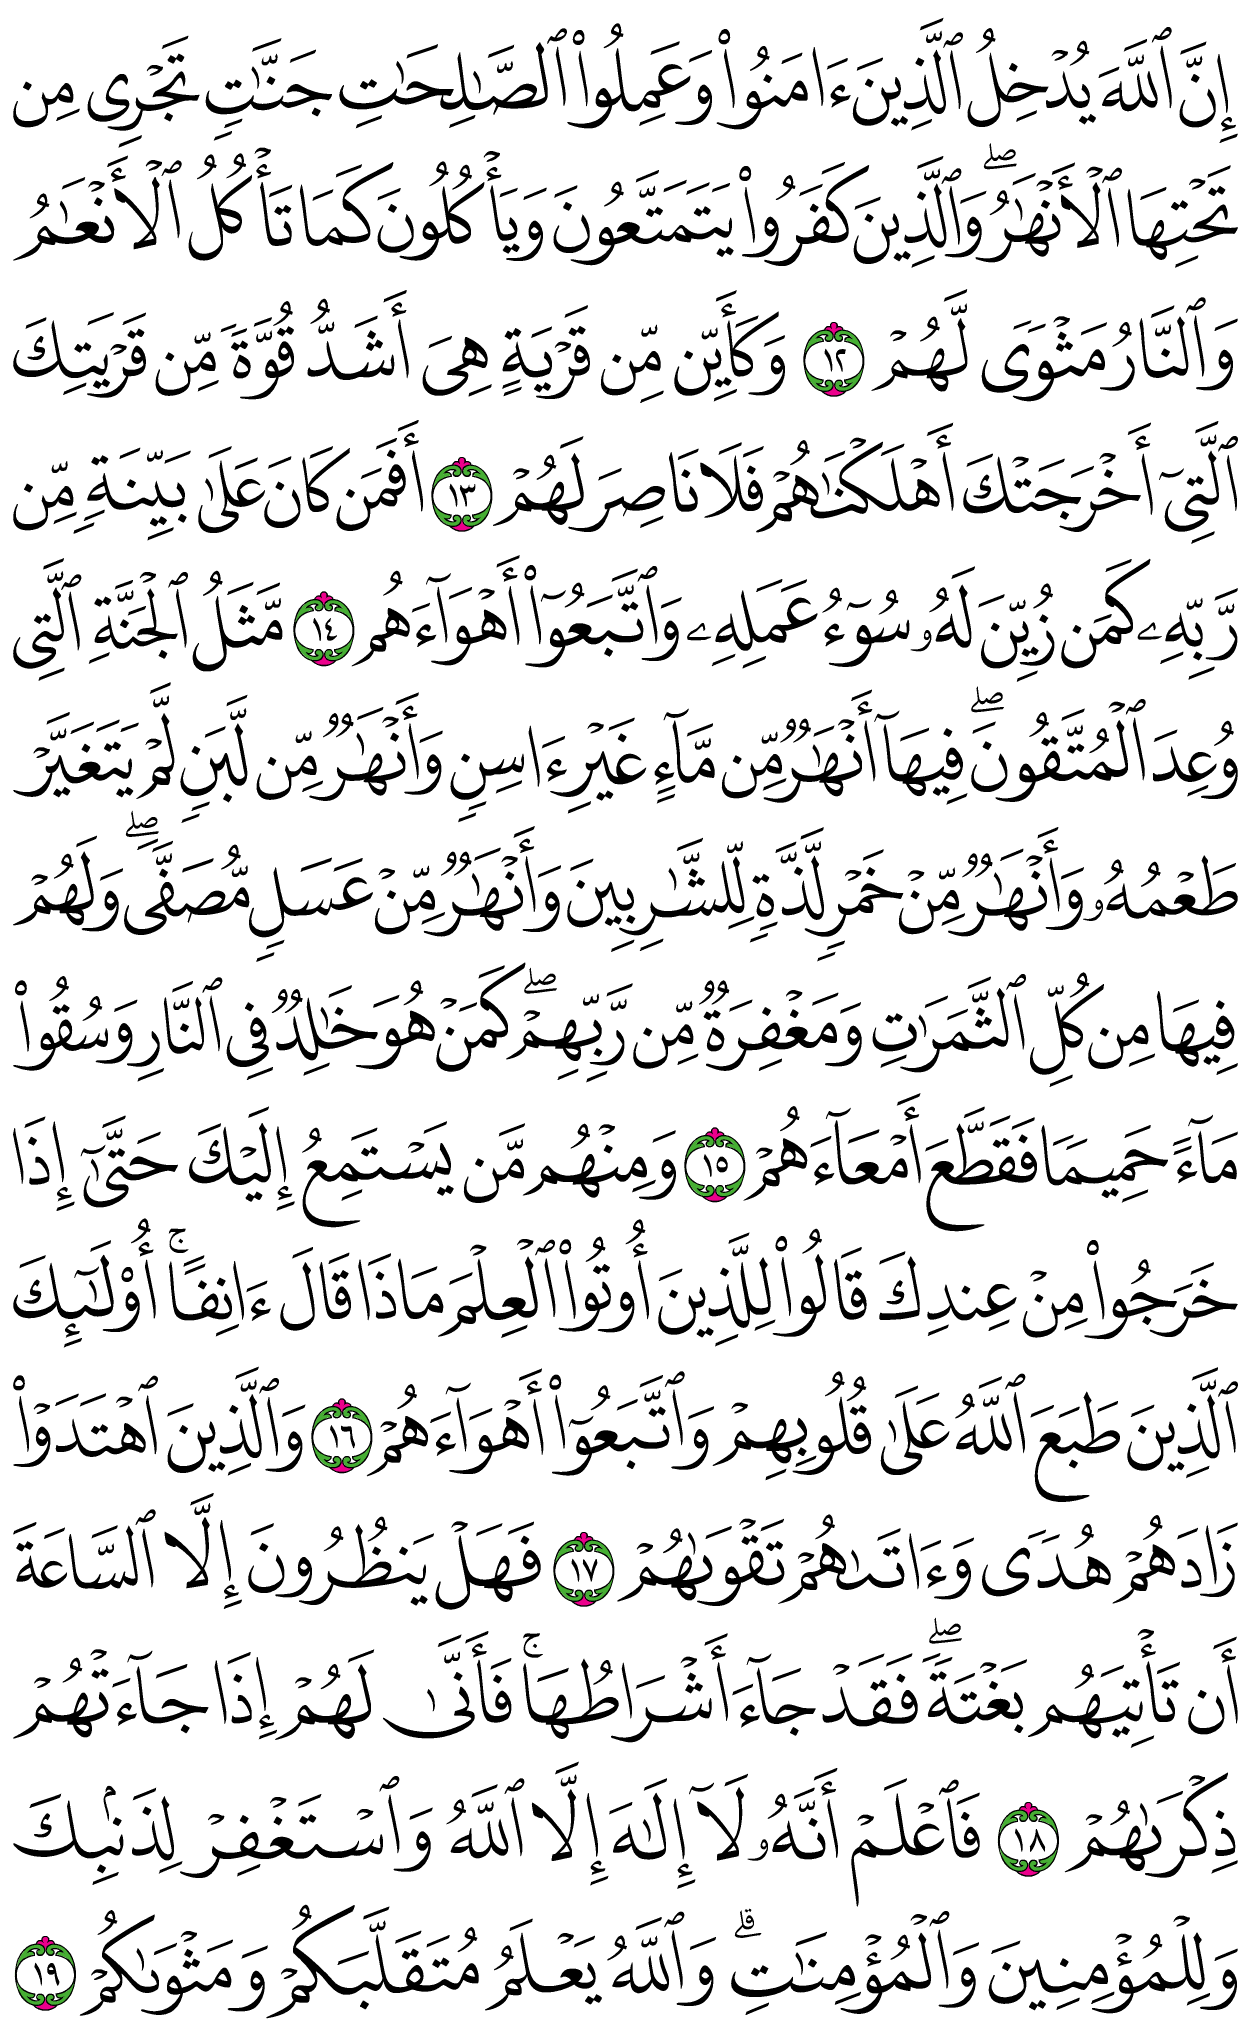 إِنَّ ٱللَّهَ يُدۡخِلُ ٱلَّذِينَ ءَامَنُواْ وَعَمِلُواْ ٱلصَّٰلِحَٰتِ جَنَّٰتٖ تَجۡرِي مِن
تَحۡتِهَا ٱلۡأَنۡهَٰرُۖ وَٱلَّذِينَ كَفَرُواْ يَتَمَتَّعُونَ وَيَأۡكُلُونَ كَمَا تَأۡكُلُ ٱلۡأَنۡعَٰمُ
وَٱلنَّارُ مَثۡوٗى لَّهُمۡ ١٢ وَكَأَيِّن مِّن قَرۡيَةٍ هِيَ أَشَدُّ قُوَّةٗ مِّن قَرۡيَتِكَ
ٱلَّتِيٓ أَخۡرَجَتۡكَ أَهۡلَكۡنَٰهُمۡ فَلَا نَاصِرَ لَهُمۡ ١٣ أَفَمَن كَانَ عَلَىٰ بَيِّنَةٖ مِّن
رَّبِّهِۦ كَمَن زُيِّنَ لَهُۥ سُوٓءُ عَمَلِهِۦ وَٱتَّبَعُوٓاْ أَهۡوَآءَهُم ١٤ مَّثَلُ ٱلۡجَنَّةِ ٱلَّتِي
وُعِدَ ٱلۡمُتَّقُونَۖ فِيهَآ أَنۡهَٰرٞ مِّن مَّآءٍ غَيۡرِ ءَاسِنٖ وَأَنۡهَٰرٞ مِّن لَّبَنٖ لَّمۡ يَتَغَيَّرۡ
طَعۡمُهُۥ وَأَنۡهَٰرٞ مِّنۡ خَمۡرٖ لَّذَّةٖ لِّلشَّٰرِبِينَ وَأَنۡهَٰرٞ مِّنۡ عَسَلٖ مُّصَفّٗىۖ وَلَهُمۡ
فِيهَا مِن كُلِّ ٱلثَّمَرَٰتِ وَمَغۡفِرَةٞ مِّن رَّبِّهِمۡۖ كَمَنۡ هُوَ خَٰلِدٞ فِي ٱلنَّارِ وَسُقُواْ
مَآءً حَمِيمٗا فَقَطَّعَ أَمۡعَآءَهُمۡ ١٥ وَمِنۡهُم مَّن يَسۡتَمِعُ إِلَيۡكَ حَتَّىٰٓ إِذَا
خَرَجُواْ مِنۡ عِندِكَ قَالُواْ لِلَّذِينَ أُوتُواْ ٱلۡعِلۡمَ مَاذَا قَالَ ءَانِفًاۚ أُوْلَٰٓئِكَ
ٱلَّذِينَ طَبَعَ ٱللَّهُ عَلَىٰ قُلُوبِهِمۡ وَٱتَّبَعُوٓاْ أَهۡوَآءَهُمۡ ١٦ وَٱلَّذِينَ ٱهۡتَدَوۡاْ
زَادَهُمۡ هُدٗى وَءَاتَىٰهُمۡ تَقۡوَىٰهُمۡ ١٧ فَهَلۡ يَنظُرُونَ إِلَّا ٱلسَّاعَةَ
أَن تَأۡتِيَهُم بَغۡتَةٗۖ فَقَدۡ جَآءَ أَشۡرَاطُهَاۚ فَأَنَّىٰ لَهُمۡ إِذَا جَآءَتۡهُمۡ
ذِكۡرَىٰهُمۡ ١٨ فَٱعۡلَمۡ أَنَّهُۥ لَآ إِلَٰهَ إِلَّا ٱللَّهُ وَٱسۡتَغۡفِرۡ لِذَنۢبِكَ
وَلِلۡمُؤۡمِنِينَ وَٱلۡمُؤۡمِنَٰتِۗ وَٱللَّهُ يَعۡلَمُ مُتَقَلَّبَكُمۡ وَمَثۡوَىٰكُمۡ ١٩